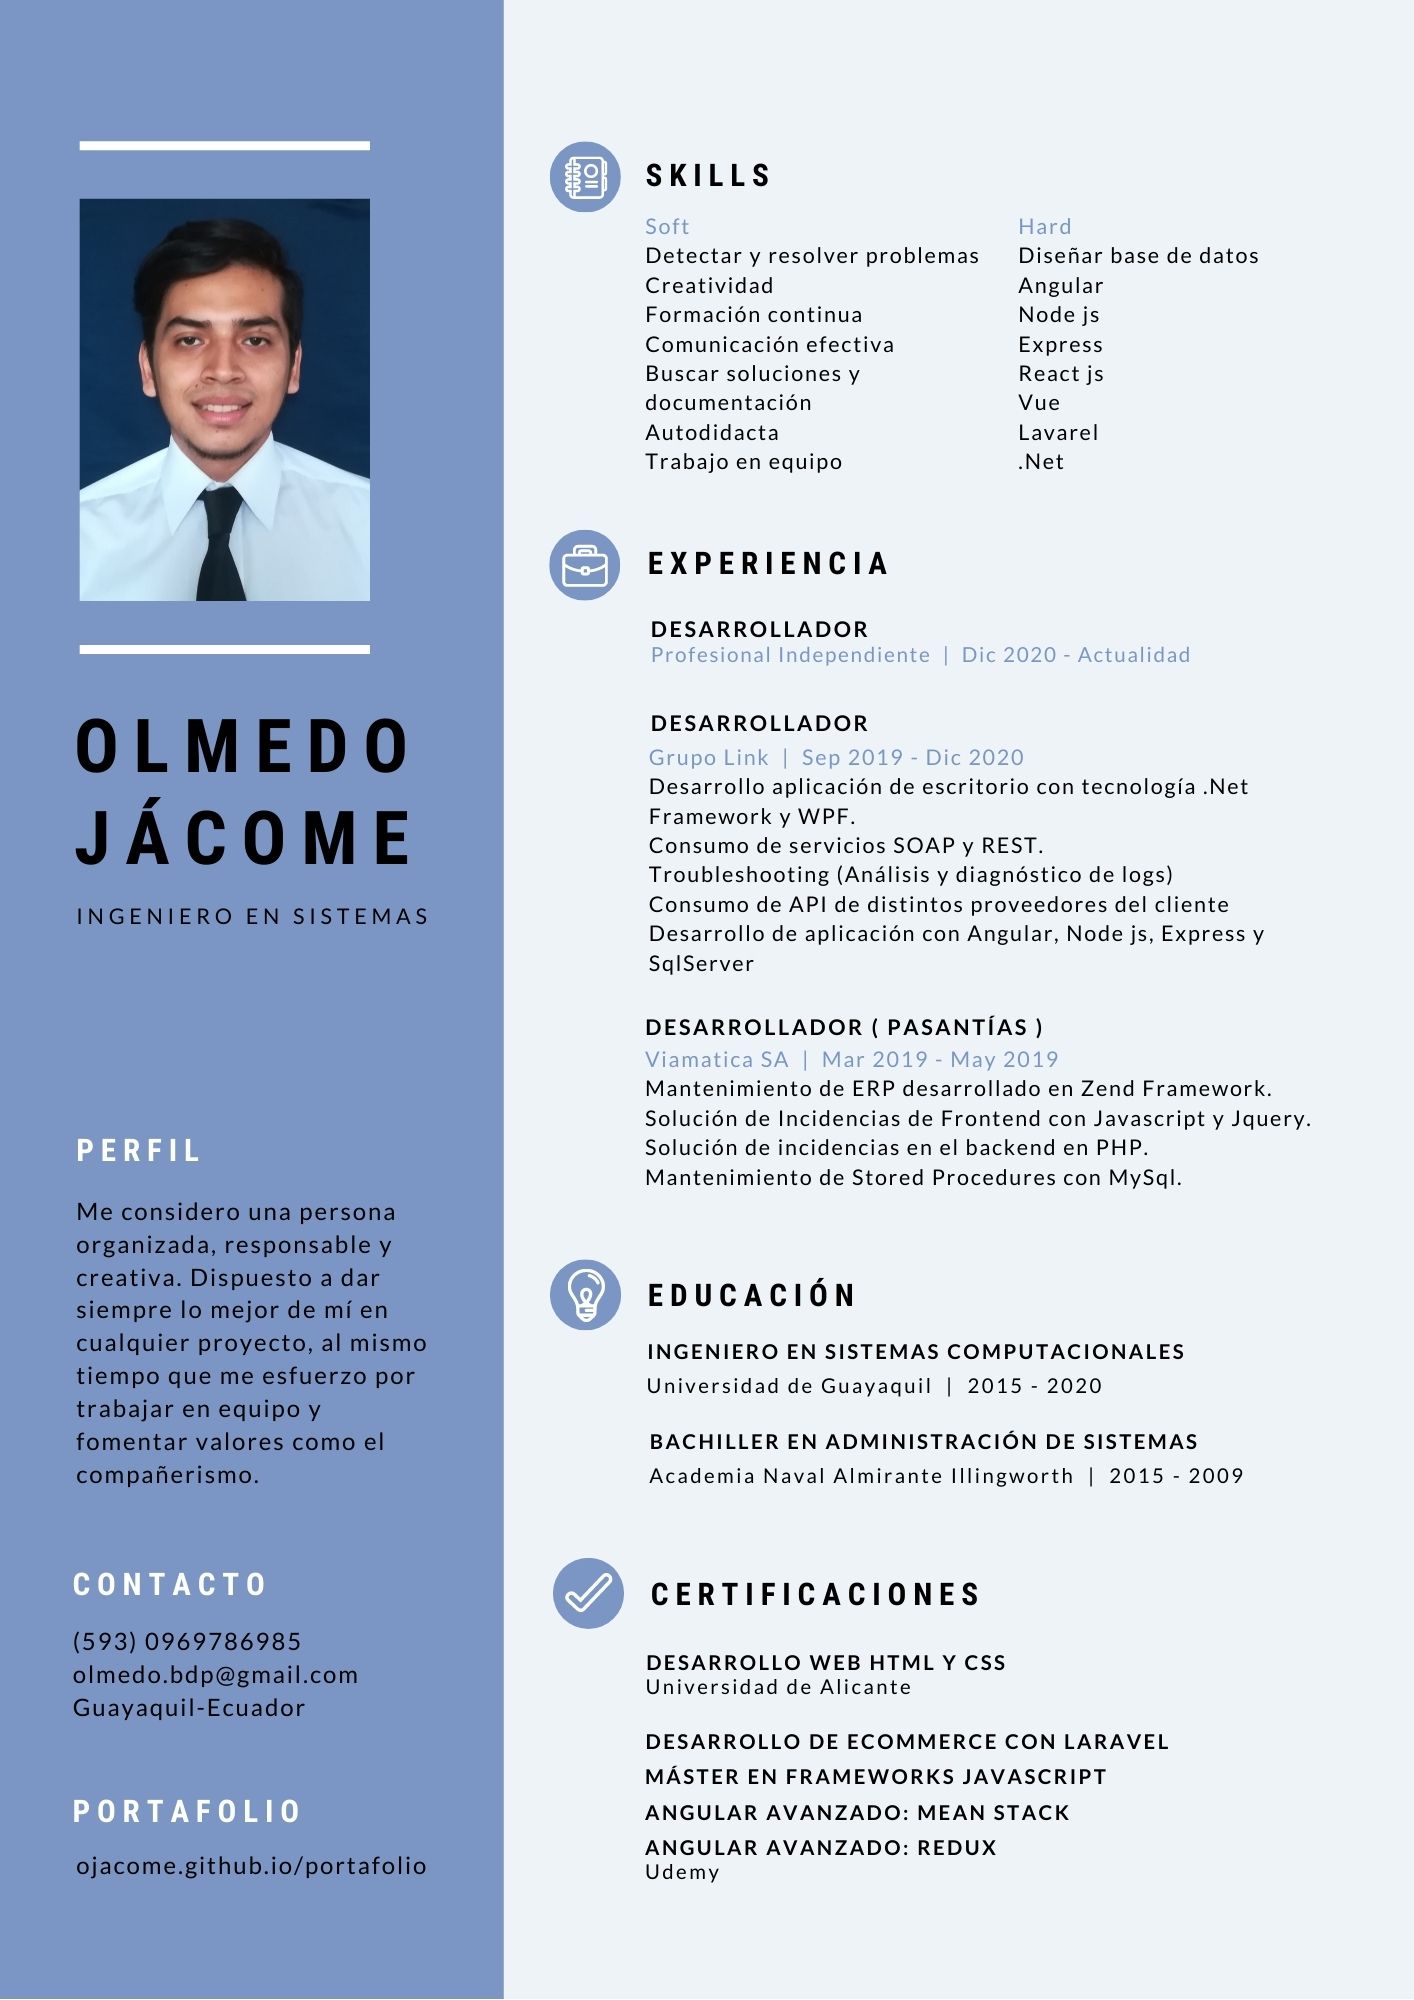 OLMEDO
JÁCOME
INGENIERO EN SISTEMAS
PERFIL
Me considero una persona
organizada, responsable y
creativa. Dispuesto a dar
siempre lo mejor de mí en
cualquier proyecto, al mismo
tiempo que me esfuerzo por
trabajar en equipo y
fomentar valores como el
compañerismo.
CONTACTO
(593) 0969786985
olmedo.bdp@gmail.com
Guayaquil-Ecuador
PORTAFOLIO
ojacome.github.io/portafolio
SKILLS
Soft
Detectar y resolver problemas
Creatividad
Formación continua
Comunicación efectiva
Buscar soluciones y
documentación
Autodidacta
Trabajo en equipo
Hard
Diseñar base de datos
Angular
Node js
Express
React js
Vue
Lavarel
.Net
EXPERIENCIA
DESARROLLADOR
Profesional Independiente | Dic 2020 - Actualidad
DESARROLLADOR
Grupo Link | Sep 2019 - Dic 2020
Desarrollo aplicación de escritorio con tecnología .Net
Framework y WPF.
Consumo de servicios SOAP y REST.
Troubleshooting (Análisis y diagnóstico de logs)
Consumo de API de distintos proveedores del cliente
Desarrollo de aplicación con Angular, Node js, Express y
SqlServer
DESARROLLADOR ( PASANTÍAS )
Viamatica SA | Mar 2019 - May 2019
Mantenimiento de ERP desarrollado en Zend Framework.
Solución de Incidencias de Frontend con Javascript y Jquery.
Solución de incidencias en el backend en PHP.
Mantenimiento de Stored Procedures con MySql.
EDUCACIÓN
INGENIERO EN SISTEMAS COMPUTACIONALES
Universidad de Guayaquil | 2015 - 2020
BACHILLER EN ADMINISTRACIÓN DE SISTEMAS
Academia Naval Almirante Illingworth | 2015 - 2009
CERTIFICACIONES
DESARROLLO WEB HTML Y CSS
Universidad de Alicante
DESARROLLO DE ECOMMERCE CON LARAVEL
MÁSTER EN FRAMEWORKS JAVASCRIPT
ANGULAR AVANZADO: MEAN STACK
ANGULAR AVANZADO: REDUX
Udemy